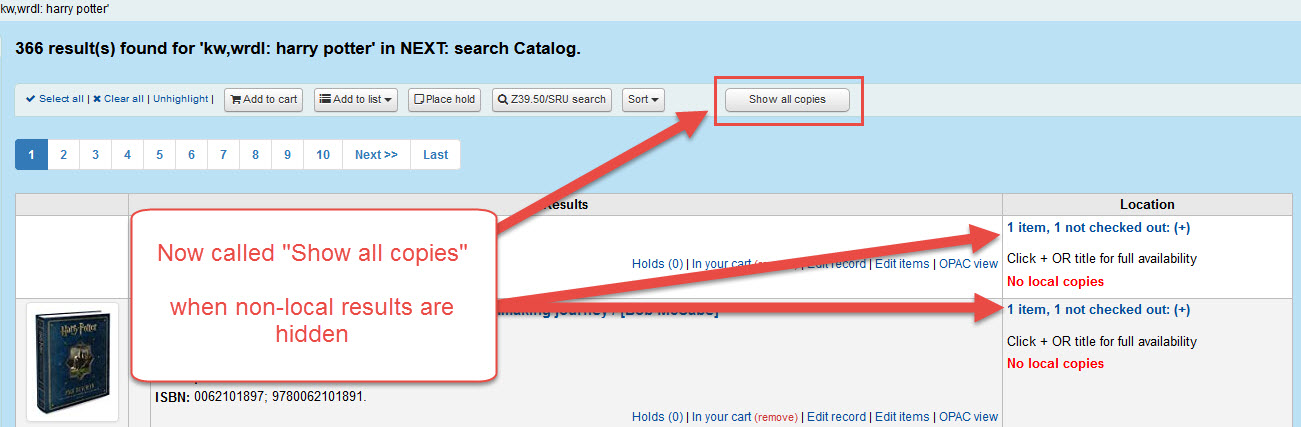 kw,wrdl: harry potter'
366 result(s) found for 'kw,wrdl: harry potter' in NEXT: search Catalog.
Select all | Clear all | Unhighlight | Add to cart Add to list Place hold Z39.50/SRU search Sort Show all copies
1 2 3 4 5 6 7 8 9 10 Next >> Last
Results Location
Now called "Show all copies"
when non-local results are
hidden
Holds (0) | In your cart (remove) | Edit record | Edit items | OPAC view
1 item, 1 not checked out: (+)
Click + OR title for full availability
No local copies
Harry Potter
making journey / [Bob McCabe]
ISBN: 0062101897; 9780062101891.
Holds (0) | In your cart (remove) | Edit record | Edit items | OPAC view
1 item, 1 not checked out: (+)
Click + OR title for full availability
No local copies